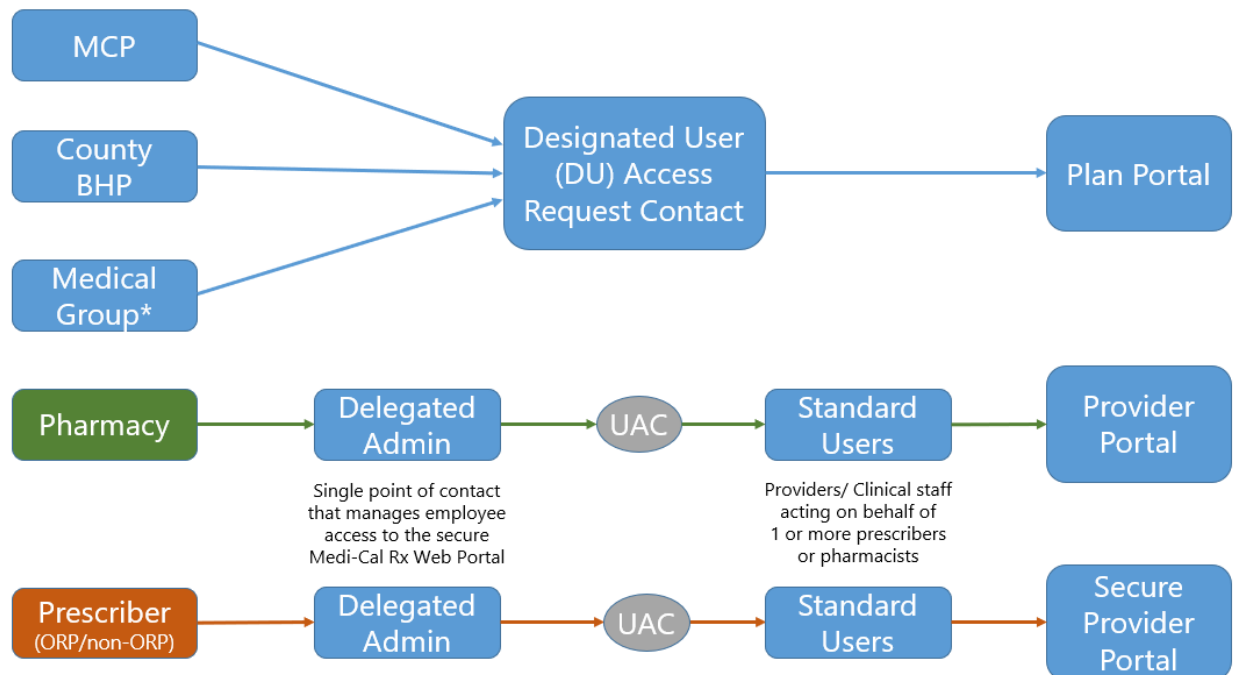 MCP
County
BHP
Medical
Group*
Designated User
(DU) Access
Request Contact
Plan Portal
Pharmacy
Delegated
Admin
UAC
Standard
Users
Provider
Portal
Single point of contact
that manages employee
access to the secure
Medi-Cal Rx Web Portal
Providers/ Clinical staff
acting on behalf of
1 or more prescribers
or pharmacists
Prescriber
(ORP/non-ORP)
Delegated
Admin
UAC
Standard
Users
Secure
Provider
Portal